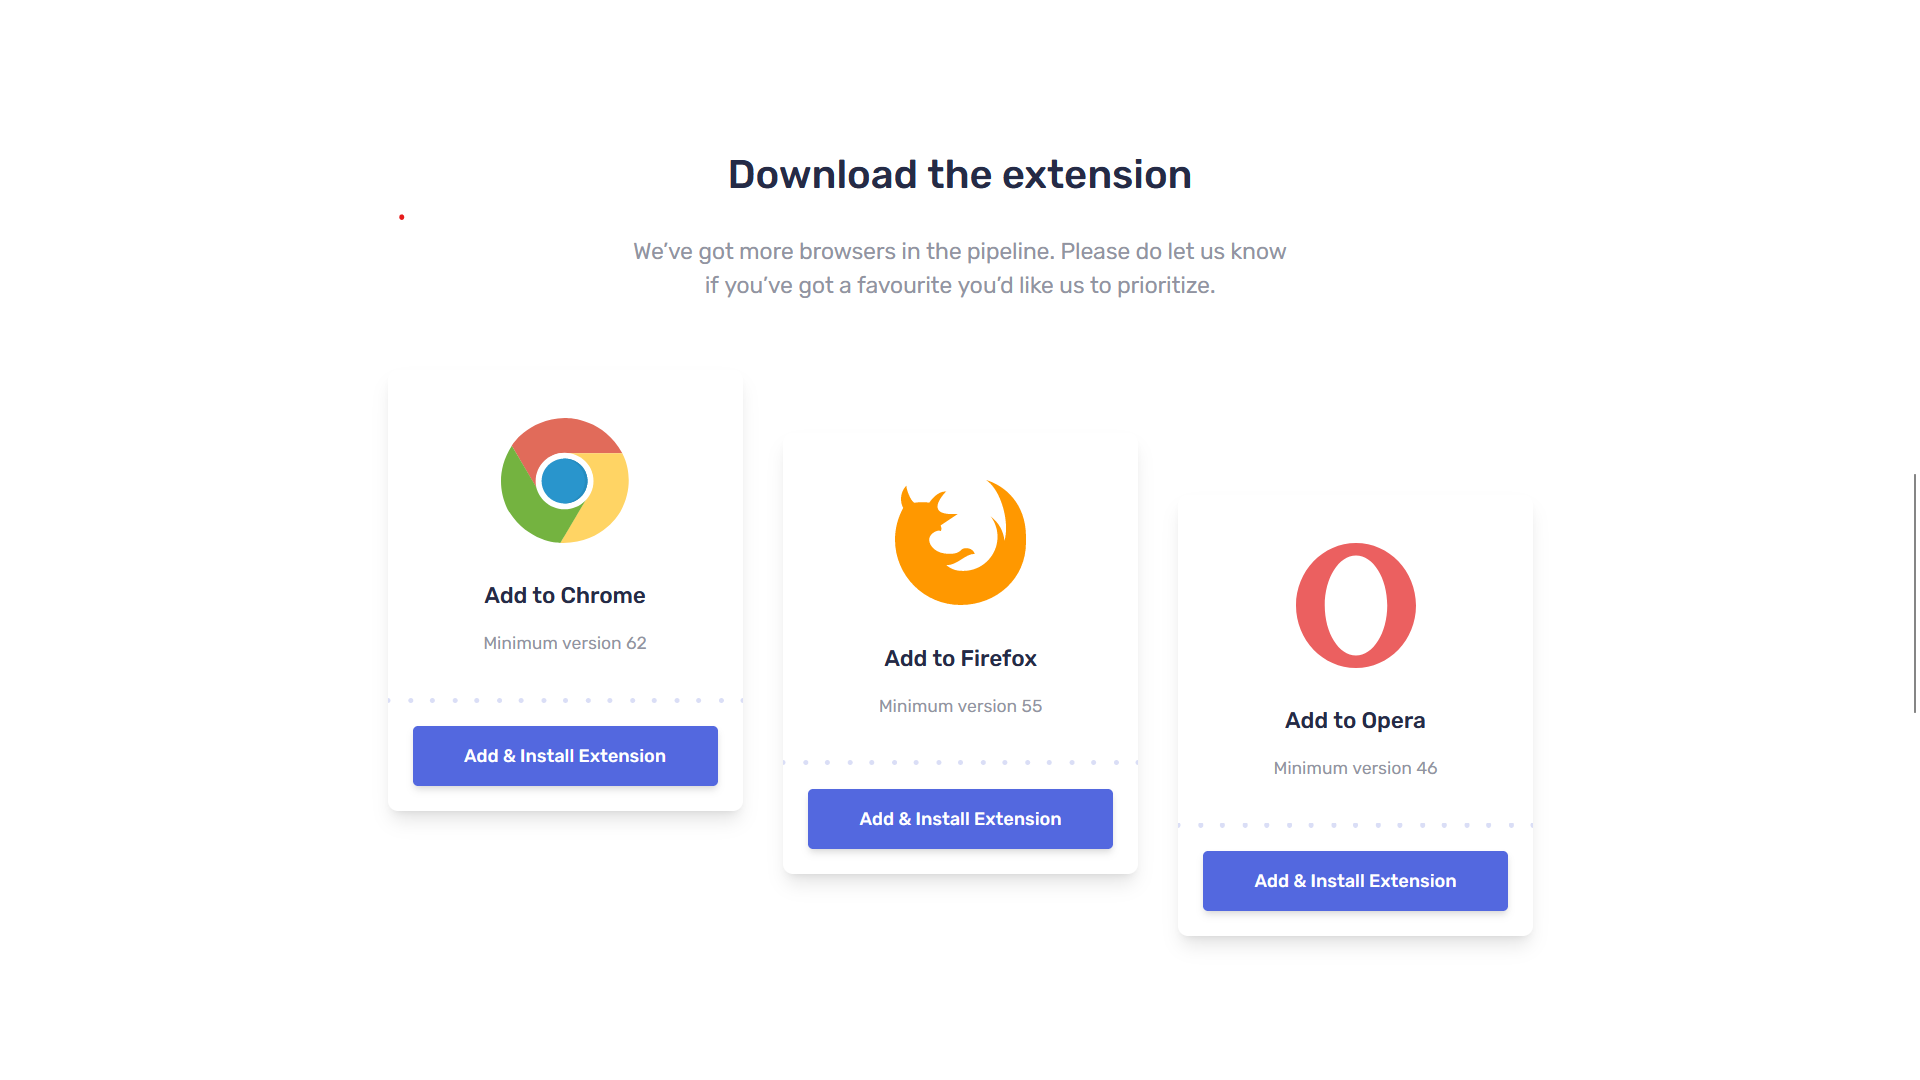 Download the extension
We’ve got more browsers in the pipeline. Please do let us know
if you’ve got a favourite you’d like us to prioritize.
Add to Chrome
Minimum version 62
Add & Install Extension
Add to Firefox
Minimum version 55
Add & Install Extension
Add to Opera
Minimum version 46
Add & Install Extension